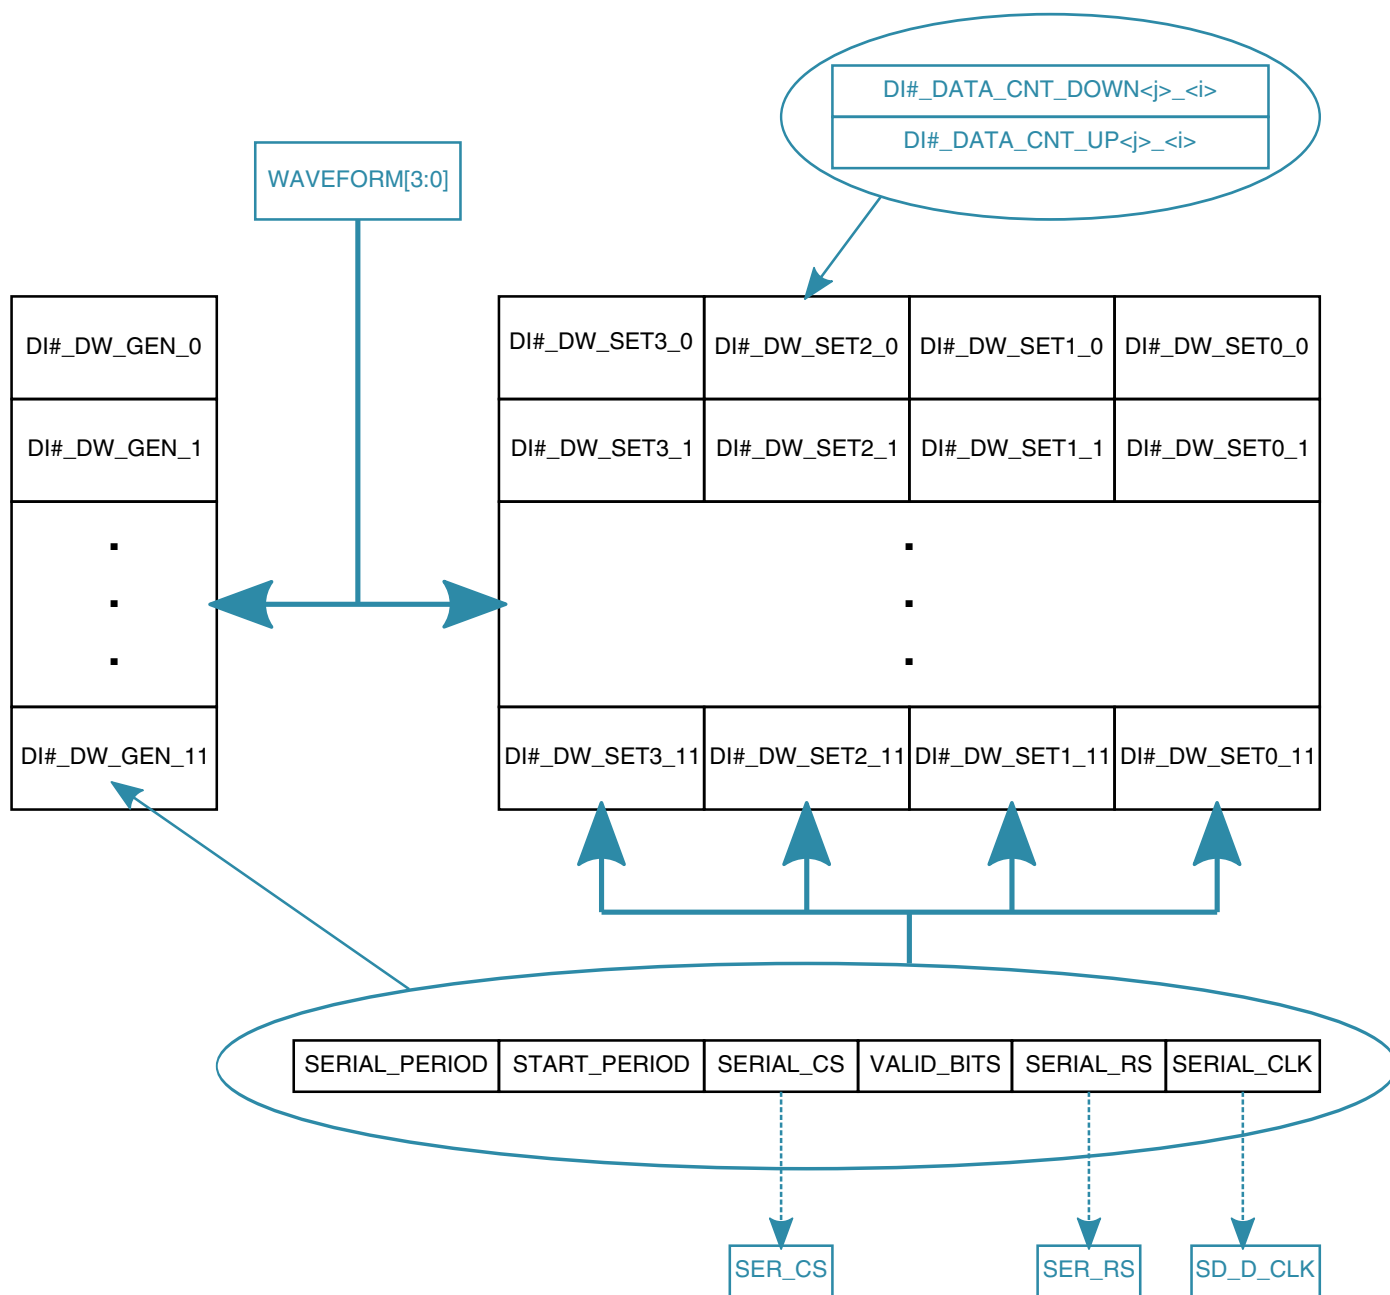 DI#_DATA_CNT_DOWN<j>_<i>
DI#_DATA_CNT_UP<j>_<i>
WAVEFORM[3:0]
DI#_DW_GEN_0
DI#_DW_SET3_0 DI#_DW_SET2_0 DI#_DW_SET1_0 DI#_DW_SET0_0
DI#_DW_GEN_1
DI#_DW_SET3_1 DI#_DW_SET2_1 DI#_DW_SET1_1 DI#_DW_SET0_1
DI#_DW_GEN_11
DI#_DW_SET3_11 DI#_DW_SET2_11 DI#_DW_SET1_11 DI#_DW_SET0_11
SERIAL_PERIOD START_PERIOD SERIAL_CS VALID_BITS SERIAL_RS SERIAL_CLK
SER_CS SER_RS SD_D_CLK